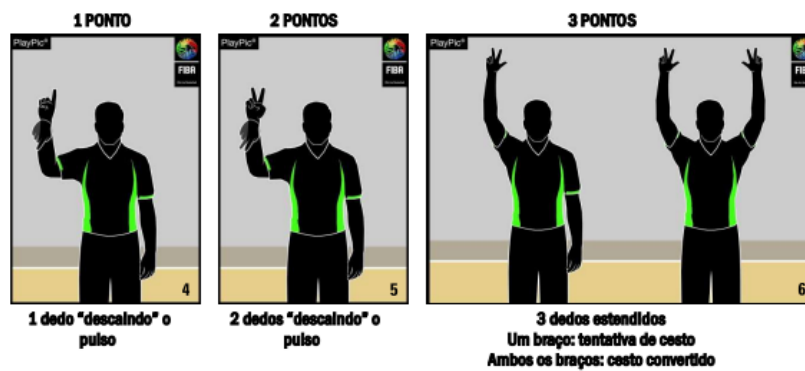 1 PONTO
2 PONTOS
3 PONTOS
PlayPic®
FIBA
PlayPic®
FIBA
PlayPic®
FIBA
4
5
6
1 dedo “descaindo” o
pulso
2 dedos “descaindo” o
pulso
3 dedos estendidos
Um braço: tentativa de cesto
Ambos os braços: cesto convertido